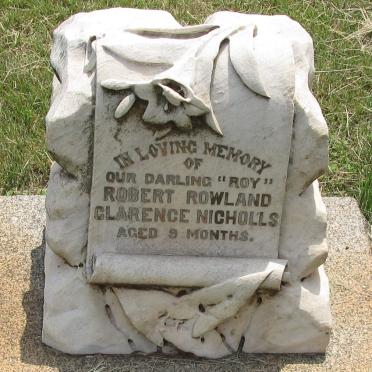 IN LOVING MEMORY
OF
OUR DARLING "ROY"
ROBERT ROWLAND
CLARENCE NICHOLLS
AGED 9 MONTHS.